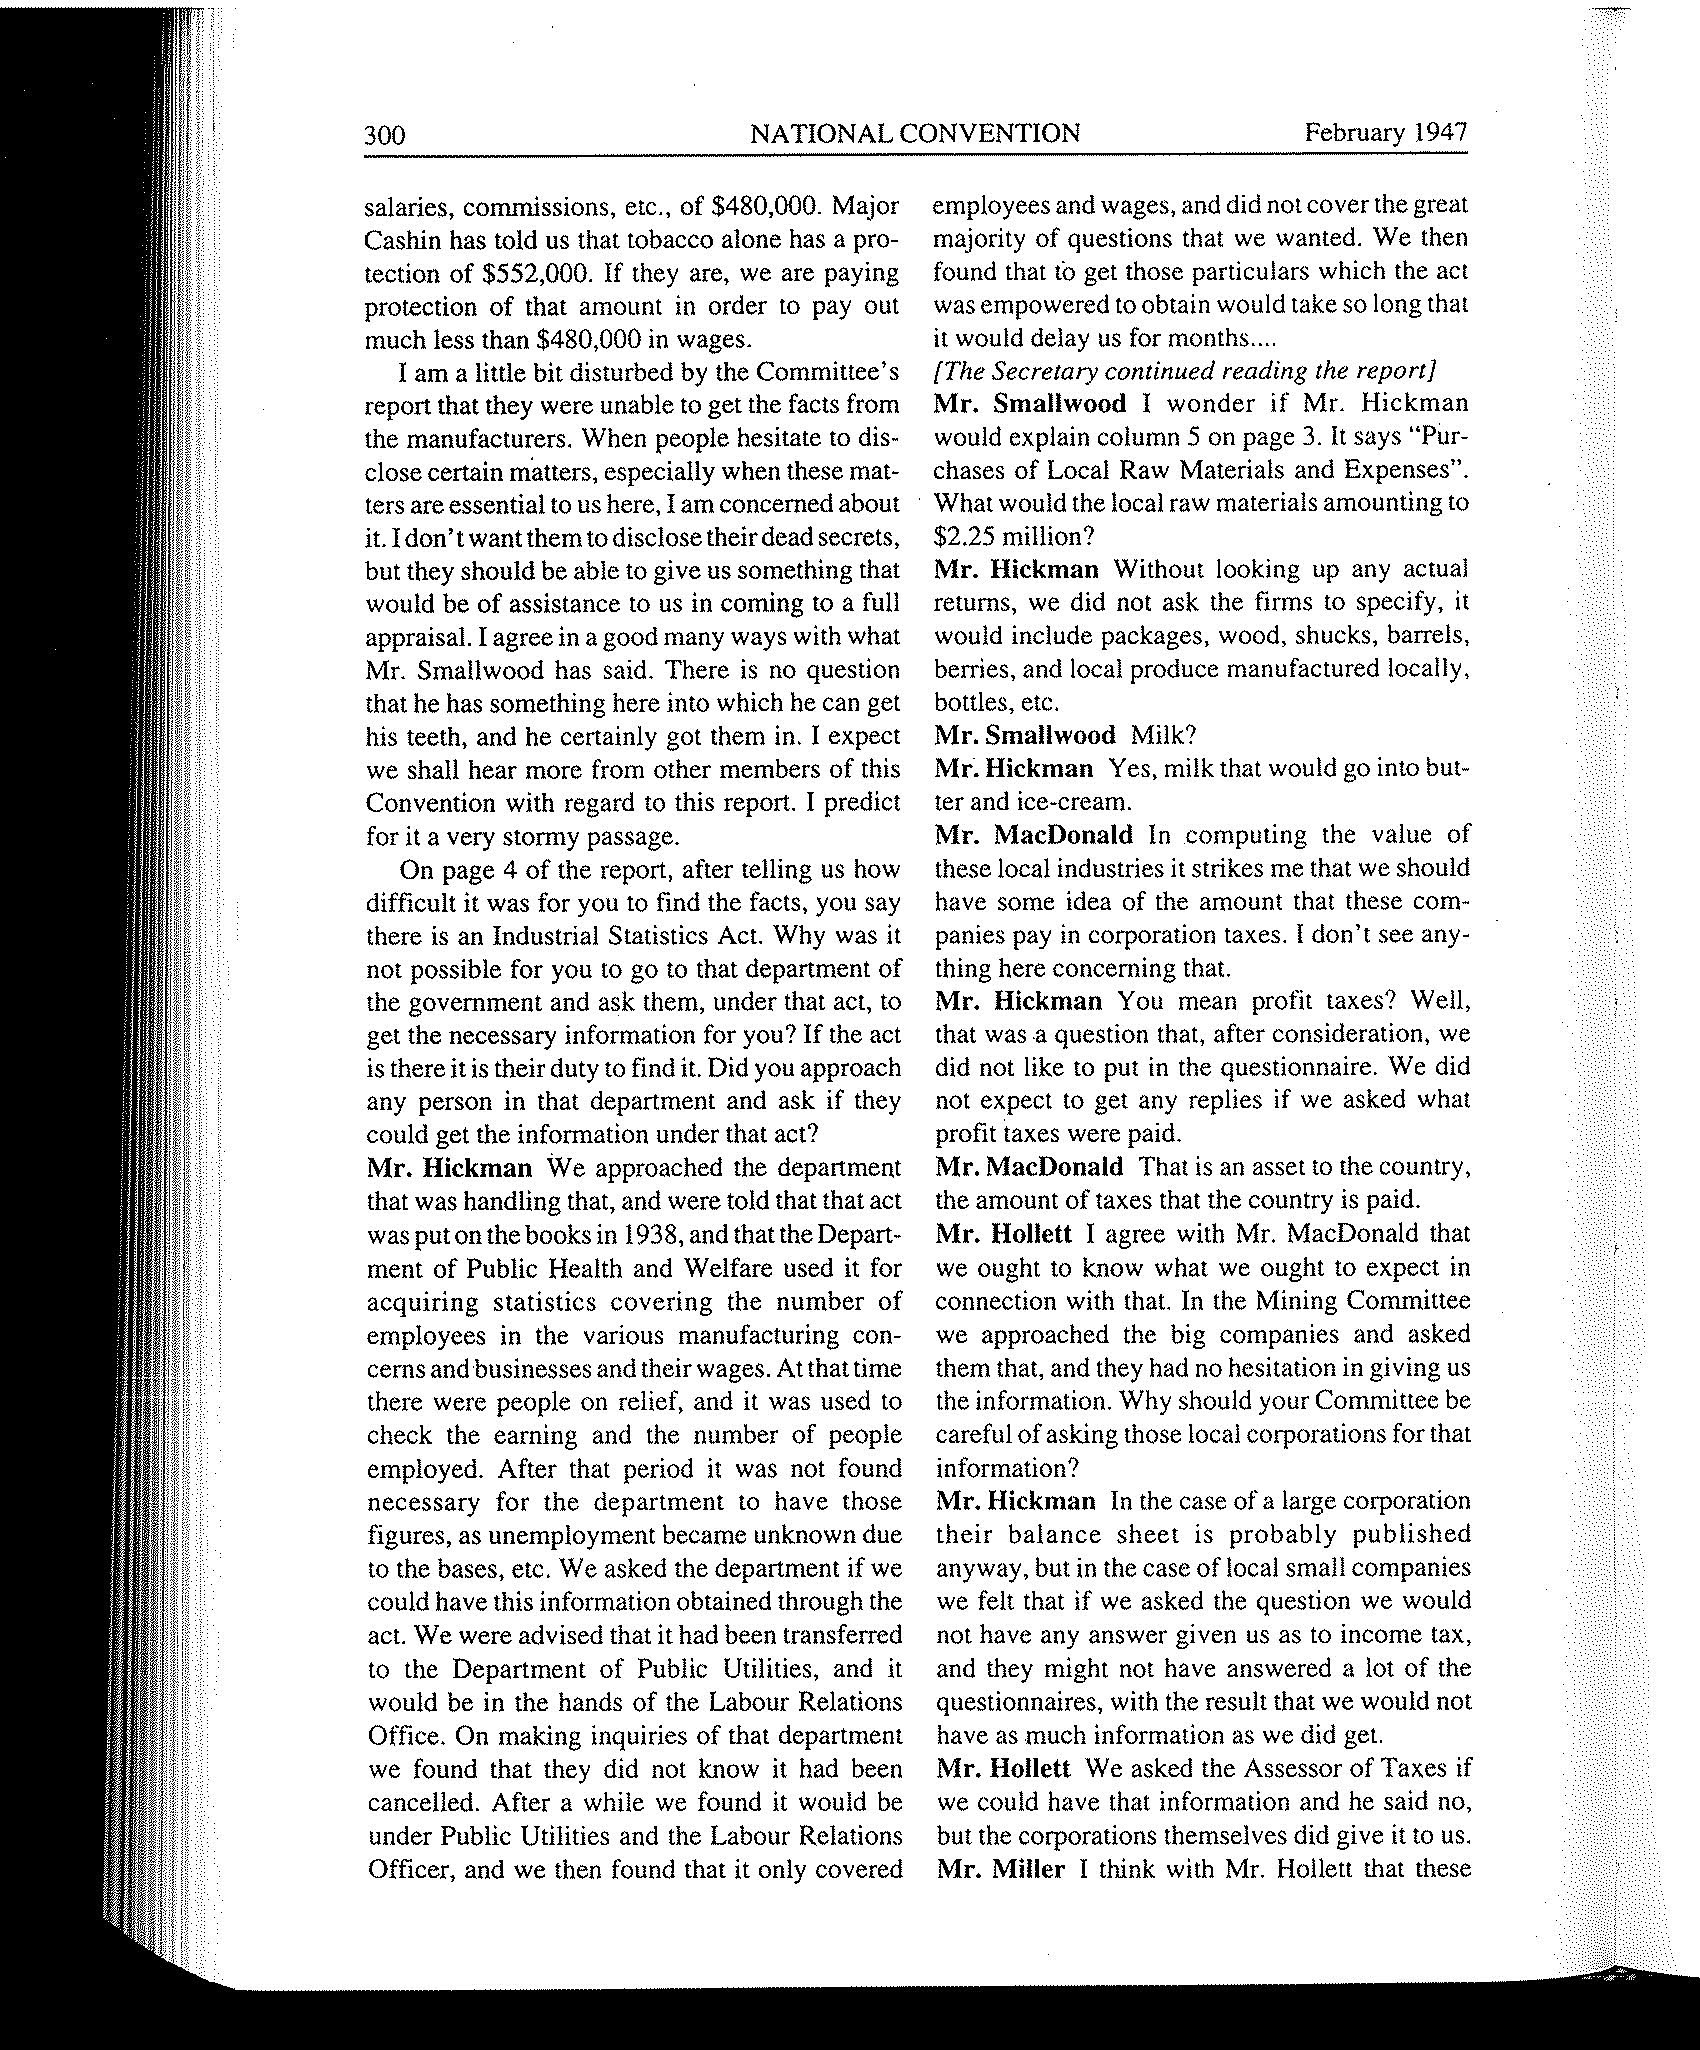 300 NATIONAL CONVENTION February 1947
salaries, commissions, etc., of $480,000. Major
Cashin has told us that tobacco alone has a pro-
tection of $552,000. If they are, we are paying
protection of that amount in order to pay out
much less than $480,000 in wages.
I am a little bit disturbed by the Committee's
report that they were unable to get the facts from
the manufacturers. When people hesitate to dis-
close certain matters, especially when these mat-
ters are essential to us here, I am concerned about
it. I don't want them to disclose their dead secrets,
but they should be able to give us something that
would be of assistance to us in coming to a full
appraisal. I agree in a good many ways with what
Mr. Smallwood has said. There is no question
that he has something here into which he can get
his teeth, and he certainly got them in. I expect
we shall hear more from other members of this
Convention with regard to this report. I predict
for it a very stormy passage.
On page 4 of the report, after telling us how
difficult it was for you to find the facts, you say
there is an Industrial Statistics Act. Why was it
not possible for you to go to that department of
the government and ask them, under that act, to
get the necessary information for you? If the act
is there it is their duty to find it. Did you approach
any person in that department and ask if they
could get the information under that act?
Mr. Hickman We approached the department
that was handling that, and were told that that act
was put on the books in 1938, and that the Depart-
ment of Public Health and Welfare used it for
acquiring statistics covering the number of
employees in the various manufacturing con-
cerns and businesses and their wages. At that time
there were people on relief, and it was used to
check the earning and the number of people
employed. After that period it was not found
necessary for the department to have those
figures, as unemployment became unknown due
to the bases, etc. We asked the department if we
could have this information obtained through the
act. We were advised that it had been transferred
to the Department of Public Utilities, and it
would be in the hands of the Labour Relations
Office. On making inquiries of that department
we found that they did not know it had been
cancelled. After a while we found it would be
under Public Utilities and the Labour Relations
Officer, and we then found that it only covered
employees and wages, and did not cover the great
majority of questions that we wanted. We then
found that to get those particulars which the act
was empowered to obtain would take so long that
it would delay us for months....
[The Secretary continued reading the report]
Mr. Smallwood I wonder if Mr. Hickman
would explain column 5 on page 3. It says "Pur-
chases of Local Raw Materials and Expenses".
What would the local raw materials amounting to
$2.25 million?
Mr. Hickman Without looking up any actual
returns, we did not ask the firms to specify, it
would include packages, wood, shucks, barrels,
berries, and local produce manufactured locally,
bottles, etc.
Mr. Smallwood Milk?
Mr. Hickman Yes, milk that would go into but-
ter and ice-cream.
Mr. MacDonald In computing the value of
these local industries it strikes me that we should
have some idea of the amount that these com-
panies pay in corporation taxes. I don't see any-
thing here concerning that.
Mr. Hickman You mean profit taxes? Well,
that was a question that, after consideration, we
did not like to put in the questionnaire. We did
not expect to get any replies if we asked what
profit taxes were paid.
Mr. MacDonald That is an asset to the country,
the amount of taxes that the country is paid.
Mr. Hollett I agree with Mr. MacDonald that
we ought to know what we ought to expect in
connection with that. In the Mining Committee
we approached the big companies and asked
them that, and they had no hesitation in giving us
the information. Why should your Committee be
careful of asking those local corporations for that
information?
Mr. Hickman In the case of a large corporation
their balance sheet is probably published
anyway, but in the case of local small companies
we felt that if we asked the question we would
not have any answer given us as to income tax,
and they might not have answered a lot of the
questionnaires, with the result that we would not
have as much information as we did get.
Mr. Hollett We asked the Assessor of Taxes if
we could have that information and he said no,
but the corporations themselves did give it to us.
Mr. Miller I think with Mr. Hollett that these